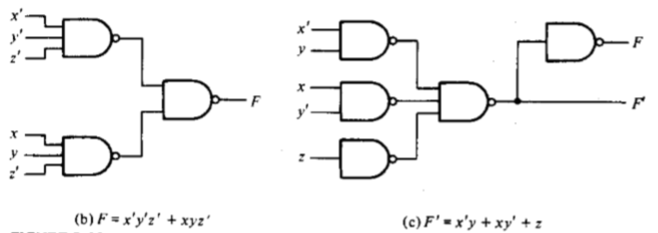 x'
y'
z'
x
y
z'
F
(b) F = x'y'z' + xyz'
x'
y
x
y'
z
F
F'
(c) F' = x'y + xy' + z